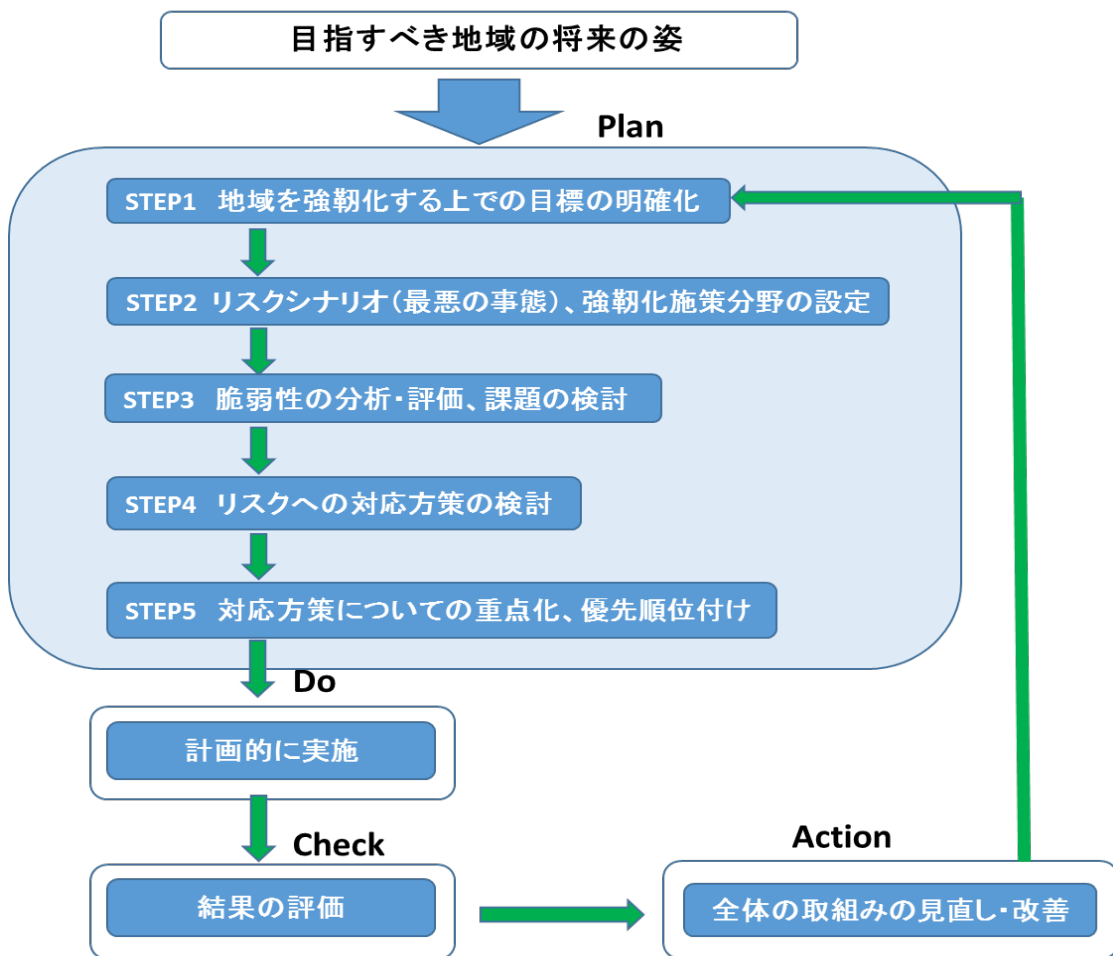 目指すべき地域の将来の姿
Plan
STEP1 地域を強靭化する上での目標の明確化
STEP2 リスクシナリオ(最悪の事態)、強靭化施策分野の設定
STEP3 脆弱性の分析・評価、課題の検討
STEP4 リスクへの対応方策の検討
STEP5 対応方策についての重点化、優先順位付け
Do
計画的に実施
Check
結果の評価
Action
全体の取組みの見直し・改善